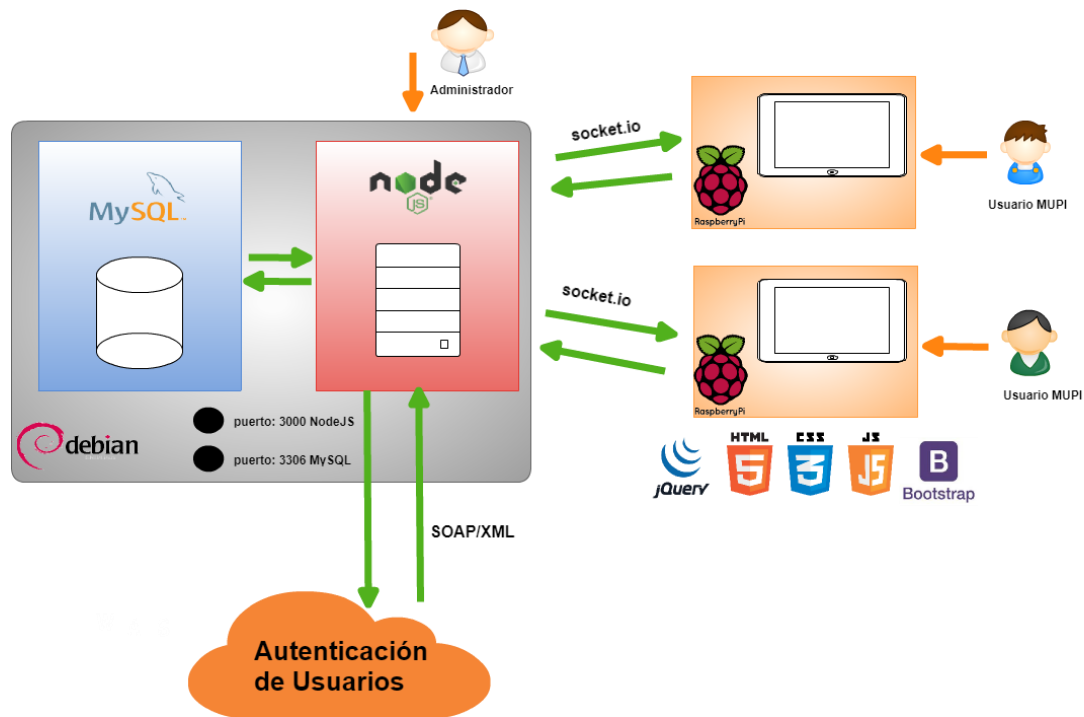 Administrador
socket.io
MySQL
node
JS
RaspberryPi
Usuario MUPI
socket.io
RaspberryPi
Usuario MUPI
debian
puerto: 3000 NodeJS
puerto: 3306 MySQL
jQuery
HTML
5
CSS
3
JS
JS
B
Bootstrap
SOAP/XML
Autenticación
de Usuarios